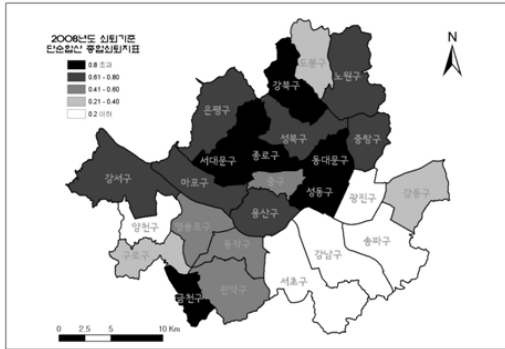 2008년도 쇠퇴기준
단순합산 종합쇠퇴지표
0.8 초과
0.61 - 0.80
0.41 - 0.60
0.21 - 0.40
0.2 이하
N
도봉구
강북구
노원구
은평구
성북구
중랑구
서대문구
종로구
동대문구
강서구
마포구
중구
성동구
광진구
강동구
용산구
양천구
영등포구
동작구
송파구
구로구
강남구
서초구
금천구
관악구
0 2.5 5 10 Km